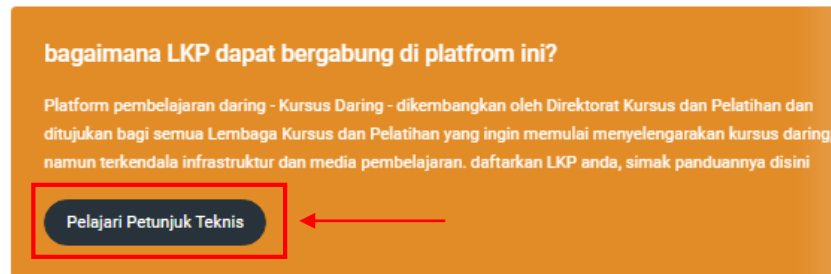 bagaimana LKP dapat bergabung di platfrom ini?
Platform pembelajaran daring - Kursus Daring - dikembangkan oleh Direktorat Kursus dan Pelatihan dan
ditujukan bagi semua Lembaga Kursus dan Pelatihan yang ingin memulai menyelengarakan kursus daring,
namun terkendala infrastruktur dan media pembelajaran. daftarkan LKP anda, simak panduannya disini
Pelajari Petunjuk Teknis